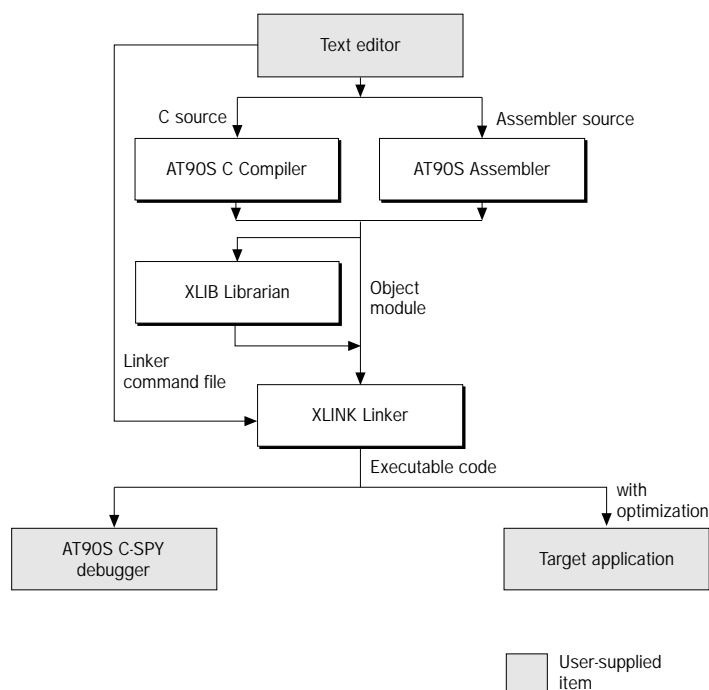 Text editor
C source
Assembler source
AT90S C Compiler
AT90S Assembler
XLIB Librarian
Object
module
Linker
command file
XLINK Linker
Executable code
with
optimization
AT90S C-SPY
debugger
Target application
User-supplied
item